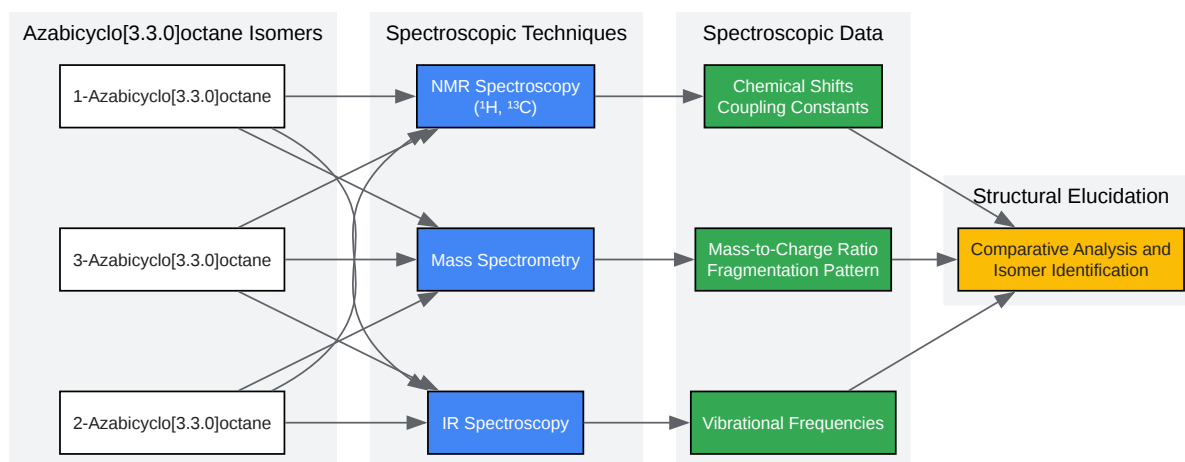 Azabicyclo[3.3.0]octane Isomers
1-Azabicyclo[3.3.0]octane
3-Azabicyclo[3.3.0]octane
2-Azabicyclo[3.3.0]octane
Spectroscopic Techniques
NMR Spectroscopy
(¹H, ¹³C)
Mass Spectrometry
IR Spectroscopy
Spectroscopic Data
Chemical Shifts
Coupling Constants
Mass-to-Charge Ratio
Fragmentation Pattern
Vibrational Frequencies
Structural Elucidation
Comparative Analysis and
Isomer Identification